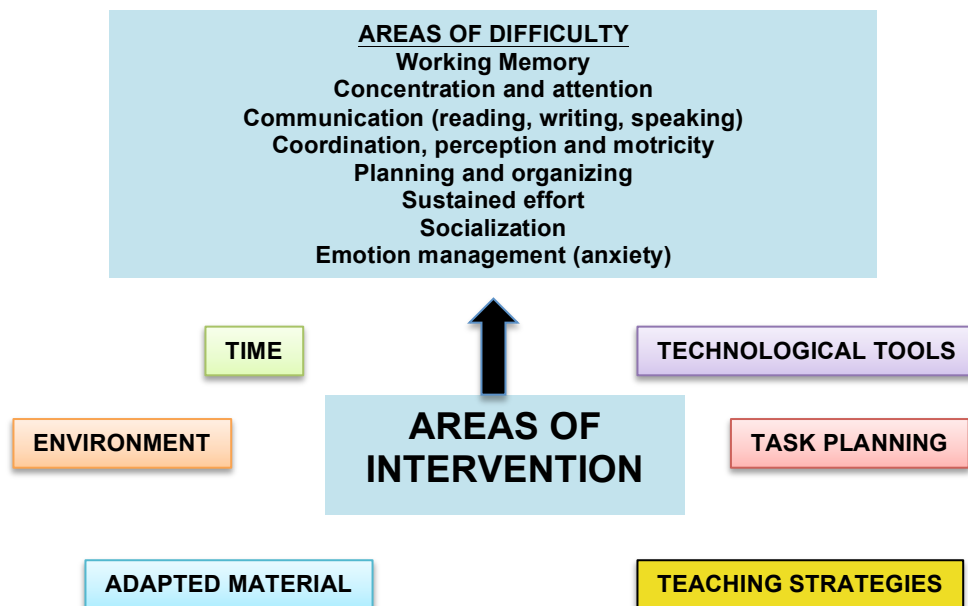 AREAS OF DIFFICULTY
Working Memory
Concentration and attention
Communication (reading, writing, speaking)
Coordination, perception and motricity
Planning and organizing
Sustained effort
Socialization
Emotion management (anxiety)
TIME
TECHNOLOGICAL TOOLS
ENVIRONMENT
AREAS OF
INTERVENTION
TASK PLANNING
ADAPTED MATERIAL
TEACHING STRATEGIES